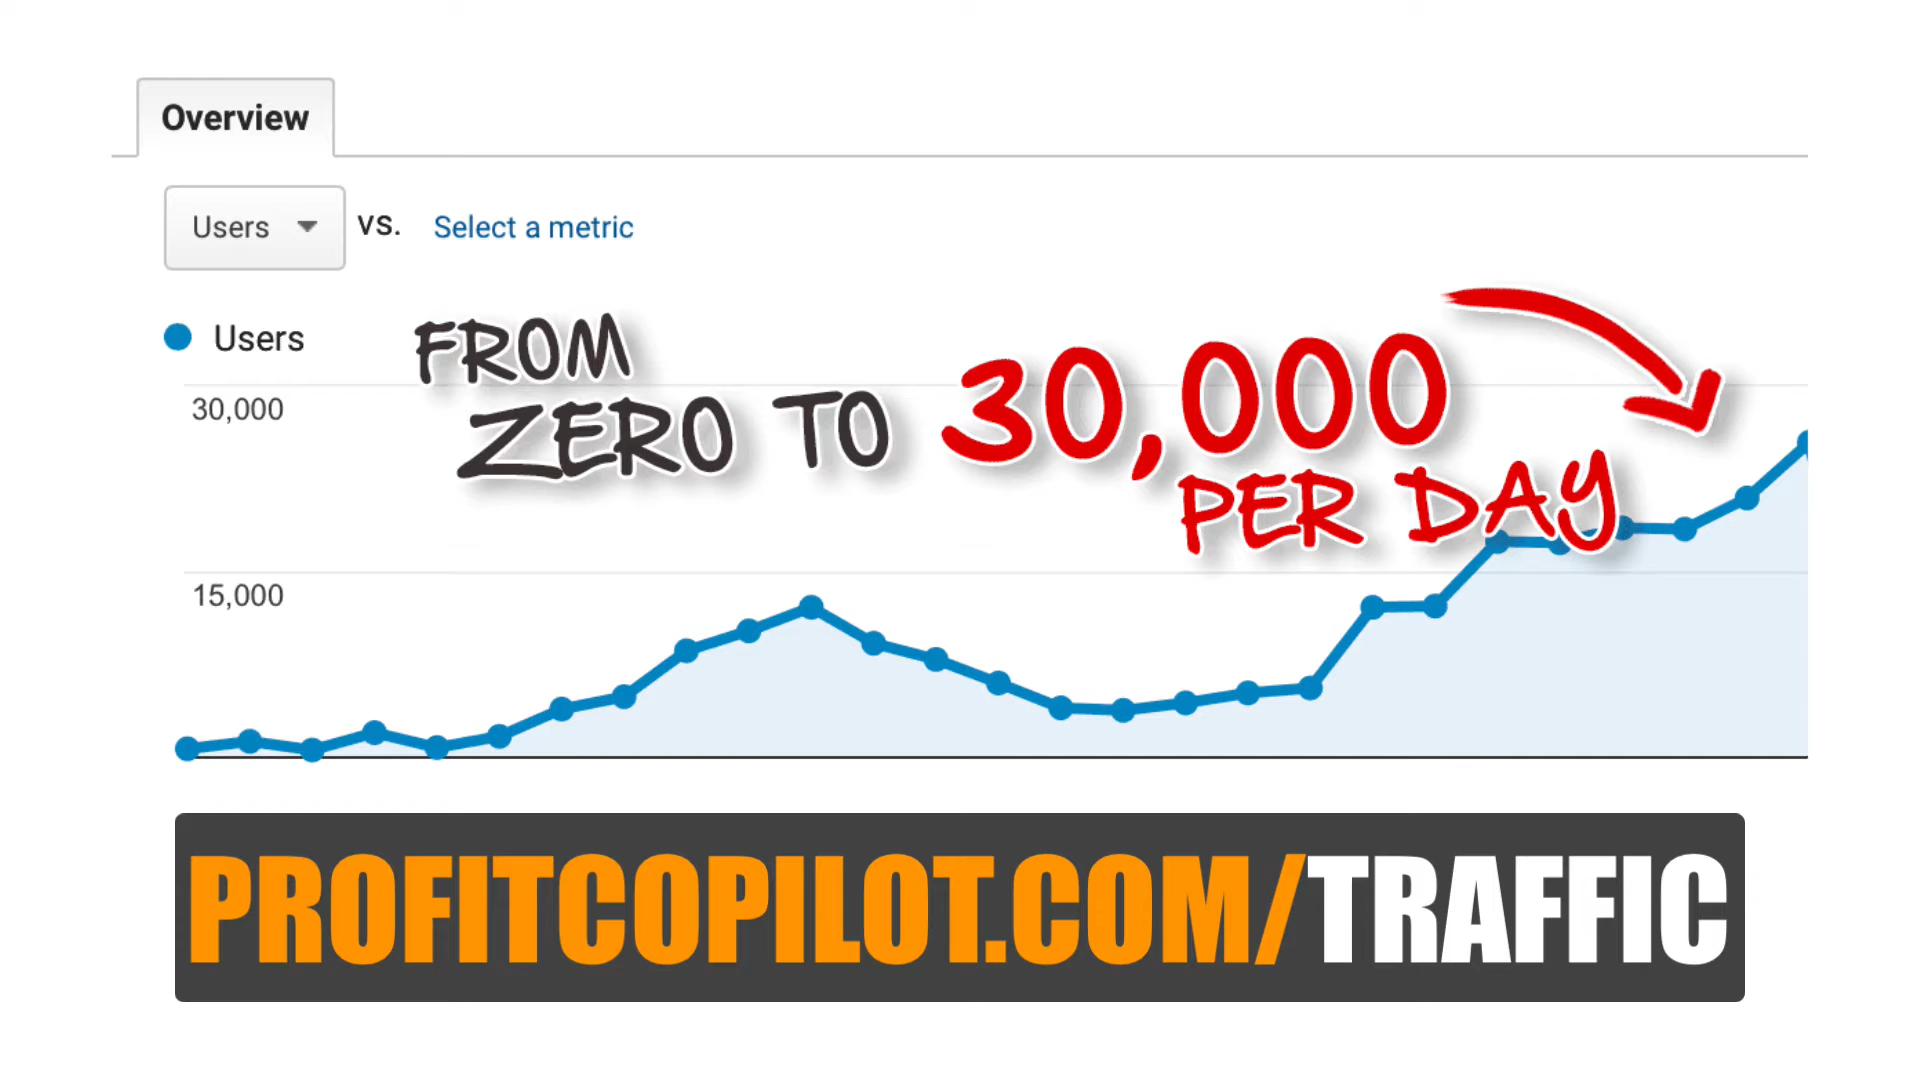 Overview
Users vs. Select a metric
Users
FROM
ZERO TO 30,000
PER DAY
30,000
15,000
PROFITCOPILOT.COM/TRAFFIC